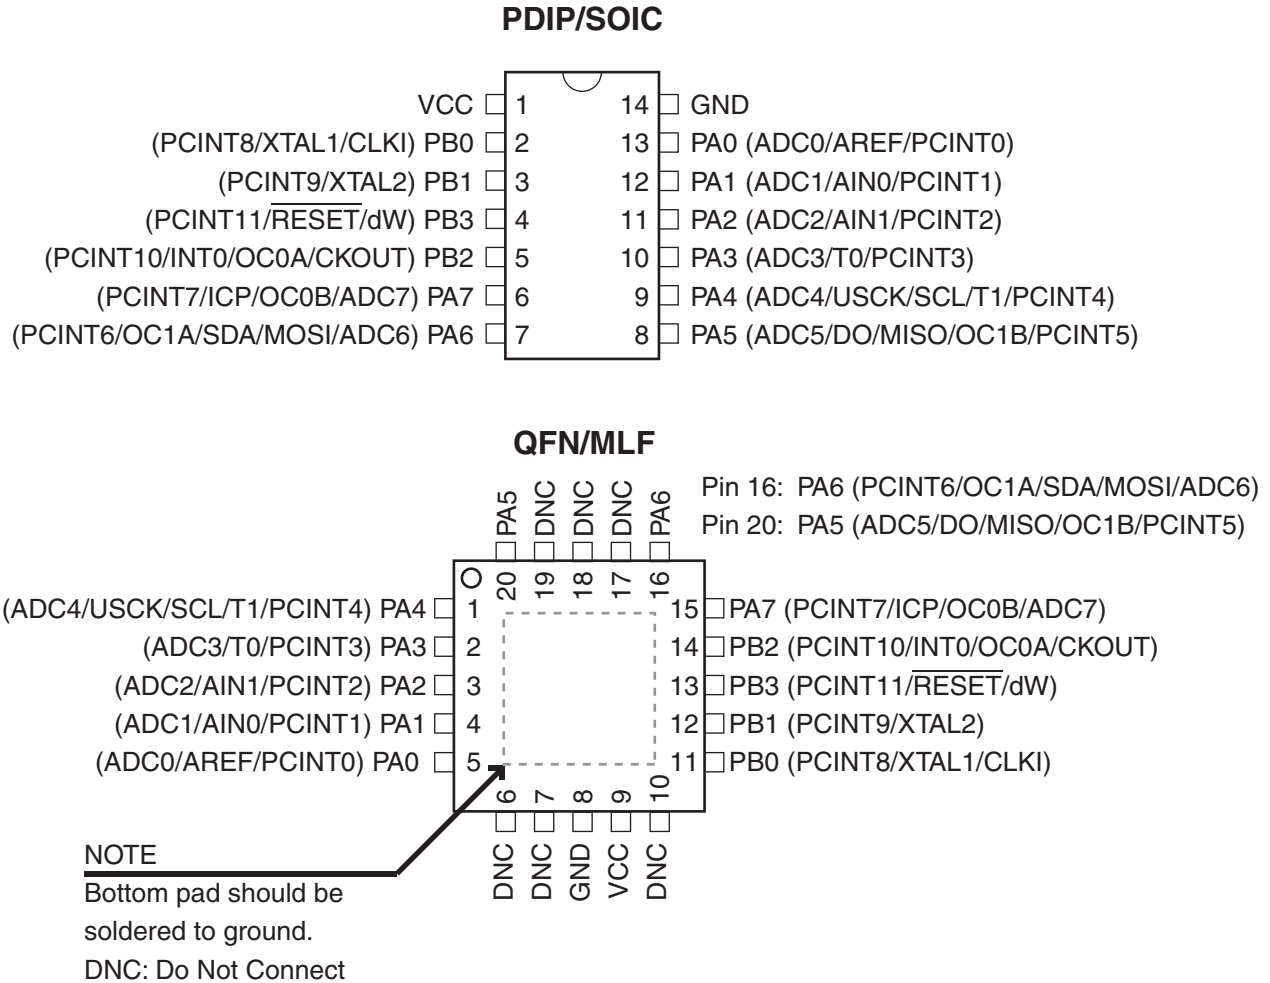 PDIP/SOIC
VCC 1 14 GND
(PCINT8/XTAL1/CLKI) PB0 2 13 PA0 (ADC0/AREF/PCINT0)
(PCINT9/XTAL2) PB1 3 12 PA1 (ADC1/AIN0/PCINT1)
(PCINT11/RESET/dW) PB3 4 11 PA2 (ADC2/AIN1/PCINT2)
(PCINT10/INT0/OC0A/CKOUT) PB2 5 10 PA3 (ADC3/T0/PCINT3)
(PCINT7/ICP/OC0B/ADC7) PA7 6 9 PA4 (ADC4/USCK/SCL/T1/PCINT4)
(PCINT6/OC1A/SDA/MOSI/ADC6) PA6 7 8 PA5 (ADC5/DO/MISO/OC1B/PCINT5)
QFN/MLF
Pin 16: PA6 (PCINT6/OC1A/SDA/MOSI/ADC6)
Pin 20: PA5 (ADC5/DO/MISO/OC1B/PCINT5)
PA5 DNC DNC DNC PA6
20 19 18 17 16
(ADC4/USCK/SCL/T1/PCINT4) PA4 1 15 PA7 (PCINT7/ICP/OC0B/ADC7)
(ADC3/T0/PCINT3) PA3 2 14 PB2 (PCINT10/INT0/OC0A/CKOUT)
(ADC2/AIN1/PCINT2) PA2 3 13 PB3 (PCINT11/RESET/dW)
(ADC1/AIN0/PCINT1) PA1 4 12 PB1 (PCINT9/XTAL2)
(ADC0/AREF/PCINT0) PA0 5 11 PB0 (PCINT8/XTAL1/CLKI)
6 7 8 9 10
DNC DNC GND VCC DNC
NOTE
Bottom pad should be
soldered to ground.
DNC: Do Not Connect